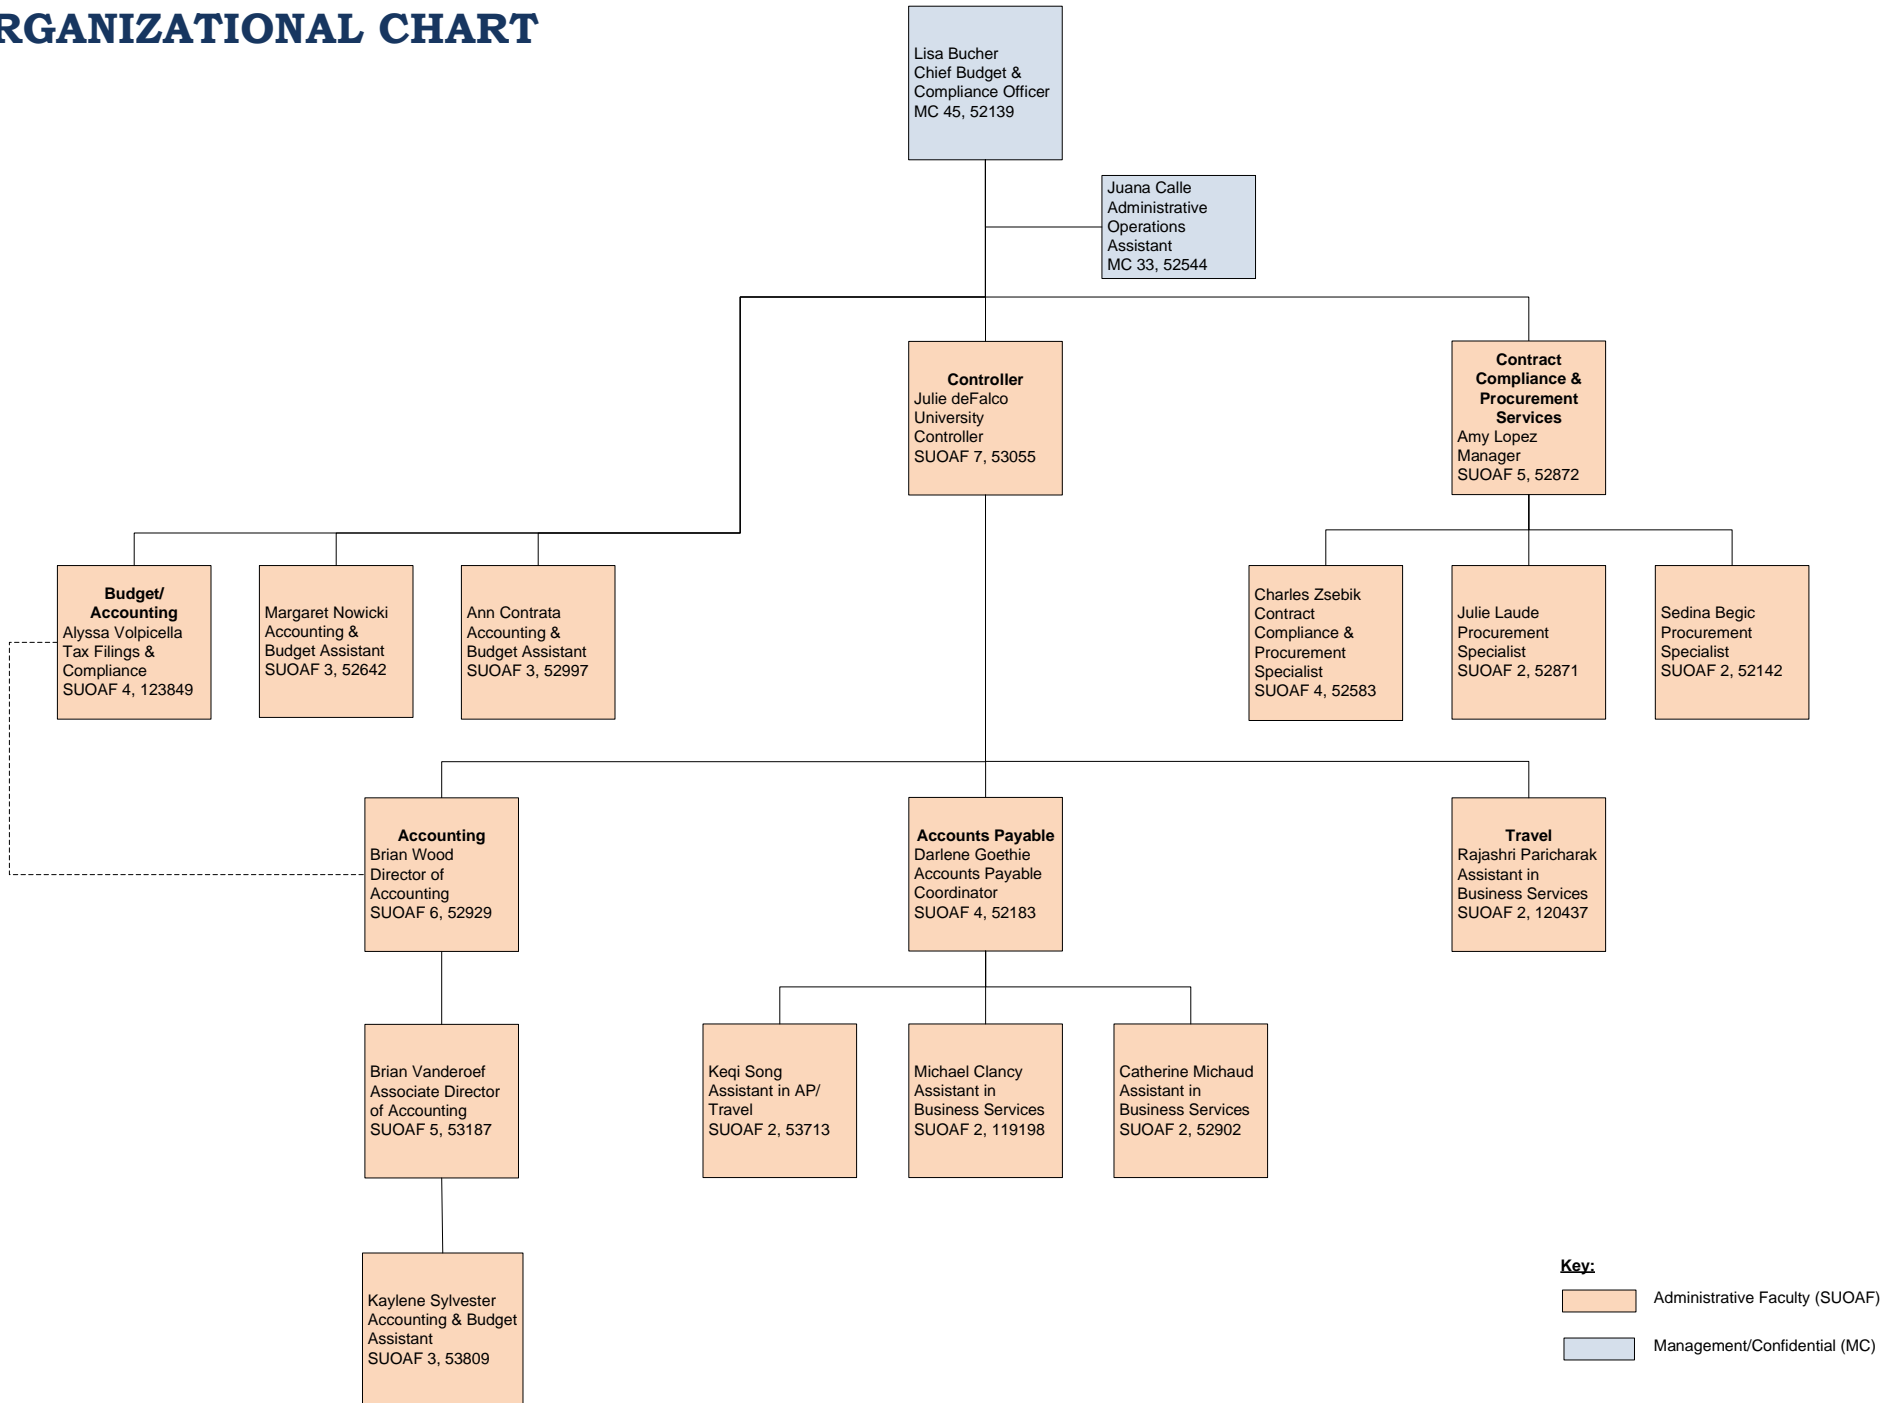 RGANIZATIONAL CHART
Lisa Bucher
Chief Budget &
Compliance Officer
MC 45, 52139
Juana Calle
Administrative
Operations
Assistant
MC 33, 52544
Controller
Julie deFalco
University
Controller
SUOAF 7, 53055
Contract
Compliance &
Procurement
Services
Amy Lopez
Manager
SUOAF 5, 52872
Budget/
Accounting
Alyssa Volpicella
Tax Filings &
Compliance
SUOAF 4, 123849
Margaret Nowicki
Accounting &
Budget Assistant
SUOAF 3, 52642
Ann Contrata
Accounting &
Budget Assistant
SUOAF 3, 52997
Charles Zsebik
Contract
Compliance &
Procurement
Specialist
SUOAF 4, 52583
Julie Laude
Procurement
Specialist
SUOAF 2, 52871
Sedina Begic
Procurement
Specialist
SUOAF 2, 52142
Accounting
Brian Wood
Director of
Accounting
SUOAF 6, 52929
Accounts Payable
Darlene Goethie
Accounts Payable
Coordinator
SUOAF 4, 52183
Travel
Rajashri Paricharak
Assistant in
Business Services
SUOAF 2, 120437
Brian Vanderoef
Associate Director
of Accounting
SUOAF 5, 53187
Keqi Song
Assistant in AP/
Travel
SUOAF 2, 53713
Michael Clancy
Assistant in
Business Services
SUOAF 2, 119198
Catherine Michaud
Assistant in
Business Services
SUOAF 2, 52902
Kaylene Sylvester
Accounting & Budget
Assistant
SUOAF 3, 53809
Key:
Administrative Faculty (SUOAF)
Management/Confidential (MC)